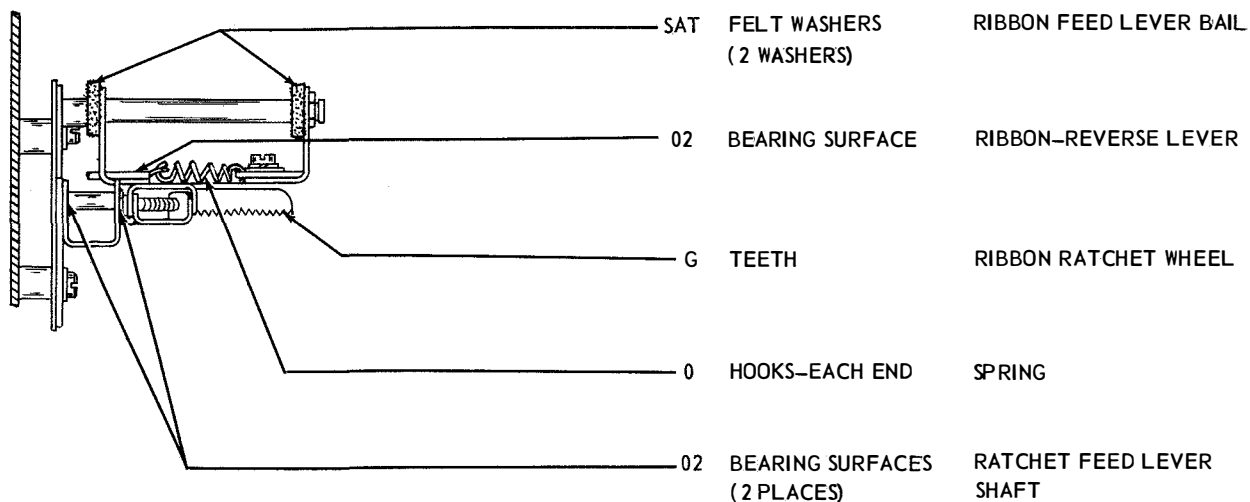 SAT FELT WASHERS RIBBON FEED LEVER BAIL
(2 WASHERS)
02 BEARING SURFACE RIBBON–REVERSE LEVER
G TEETH RIBBON RATCHET WHEEL
0 HOOKS–EACH END SPRING
02 BEARING SURFACES RATCHET FEED LEVER
(2 PLACES) SHAFT